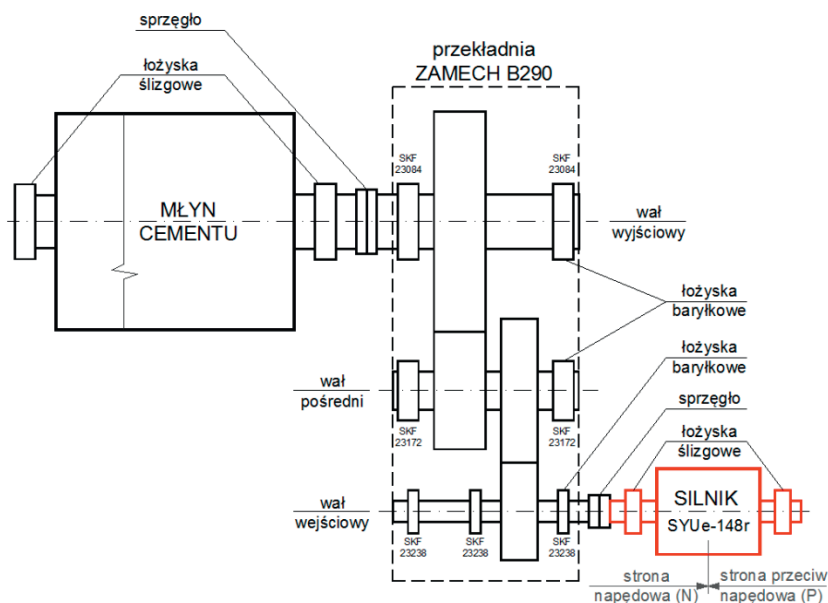 sprzęgło
przekładnia
ZAMECH B290
łożyska
ślizgowe
SKF
23084
SKF
23084
MŁYN
CEMENTU
wał
wyjściowy
łożyska
baryłkowe
łożyska
baryłkowe
wał
pośredni
sprzęgło
SKF
23172
SKF
23172
łożyska
ślizgowe
wał
wejściowy
SILNIK
SYUe-148r
SKF
23238
SKF
23238
SKF
23238
strona
napędowa (N)
strona przeciw
napędowa (P)